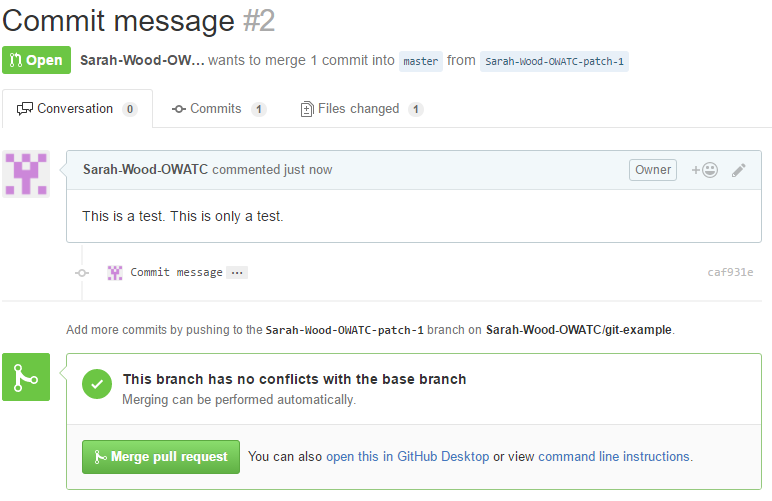 Commit message #2
Open Sarah-Wood-OW... wants to merge 1 commit into master from Sarah-Wood-OWATC-patch-1
Conversation 0 Commits 1 Files changed 1
Sarah-Wood-OWATC commented just now Owner +
This is a test. This is only a test.
Commit message ... caf931e
Add more commits by pushing to the Sarah-Wood-OWATC-patch-1 branch on Sarah-Wood-OWATC/git-example.
This branch has no conflicts with the base branch
Merging can be performed automatically.
Merge pull request You can also open this in GitHub Desktop or view command line instructions.